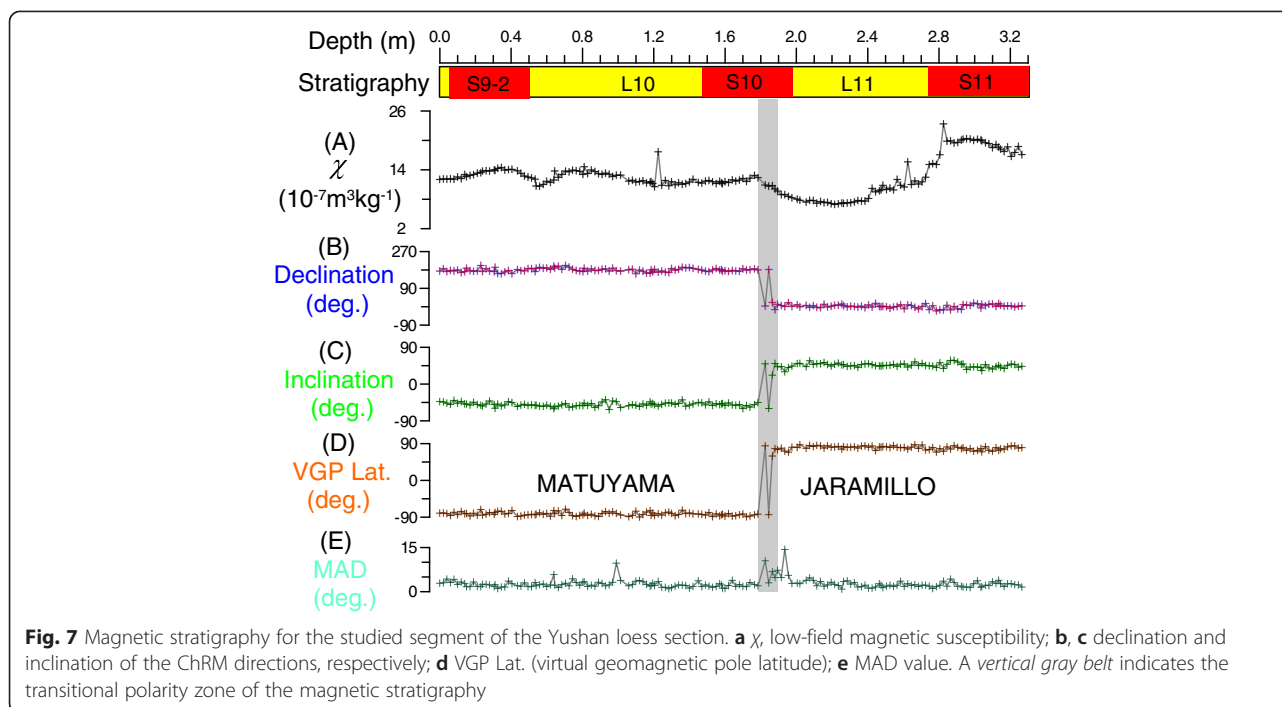 Depth (m) 0.0 0.4 0.8 1.2 1.6 2.0 2.4 2.8 3.2
Stratigraphy S9-2 L10 S10 L11 S11
(A)
χ
(10⁻⁷m³kg⁻¹)
26
14
2
(B)
Declination
(deg.)
270
90
-90
(C)
Inclination
(deg.)
90
0
-90
(D)
VGP Lat.
(deg.)
90
0
-90
MATUYAMA JARAMILLO
(E)
MAD
(deg.)
15
0
Fig. 7 Magnetic stratigraphy for the studied segment of the Yushan loess section. a χ, low-field magnetic susceptibility; b, c declination and
inclination of the ChRM directions, respectively; d VGP Lat. (virtual geomagnetic pole latitude); e MAD value. A vertical gray belt indicates the
transitional polarity zone of the magnetic stratigraphy